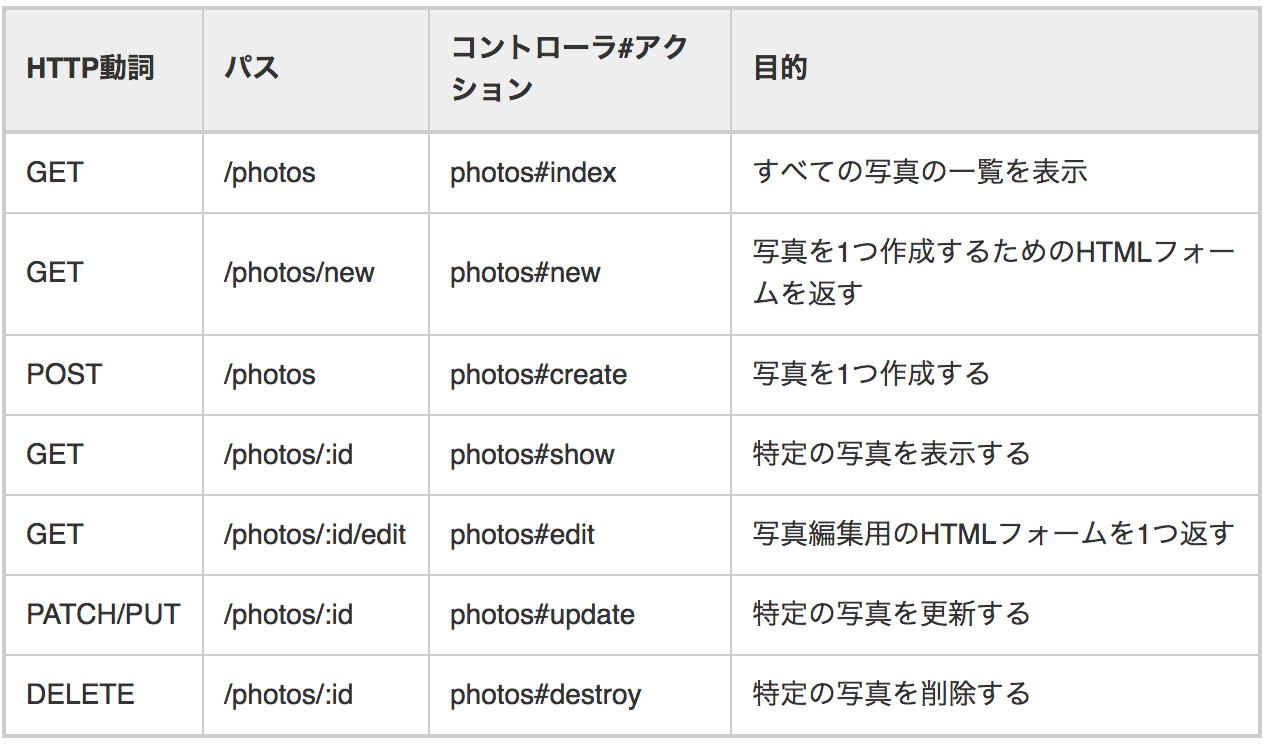 HTTP動詞 パス コントローラ#アク
ション 目的
GET /photos photos#index すべての写真の一覧を表示
GET /photos/new photos#new 写真を1つ作成するためのHTMLフォー
ムを返す
POST /photos photos#create 写真を1つ作成する
GET /photos/:id photos#show 特定の写真を表示する
GET /photos/:id/edit photos#edit 写真編集用のHTMLフォームを1つ返す
PATCH/PUT /photos/:id photos#update 特定の写真を更新する
DELETE /photos/:id photos#destroy 特定の写真を削除する